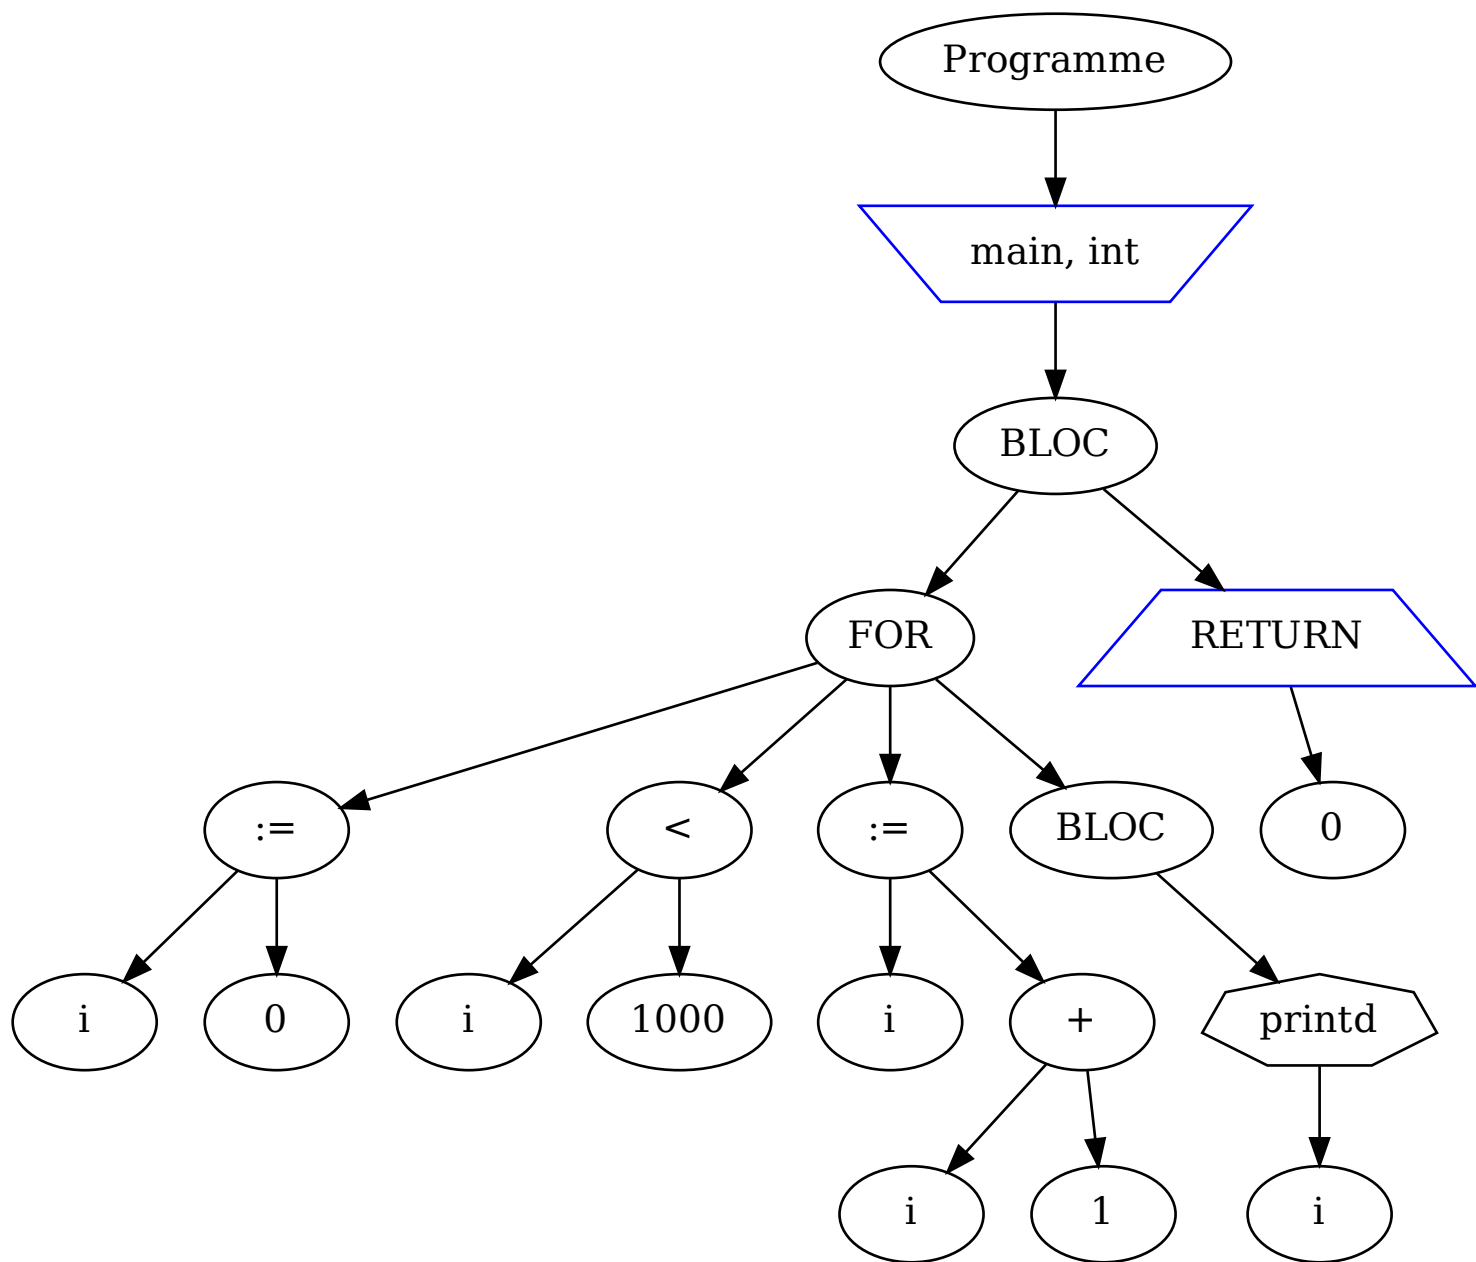 Programme
main, int
BLOC
FOR
RETURN
:=
<
:=
BLOC
0
i
0
i
1000
i
+
printd
i
1
i